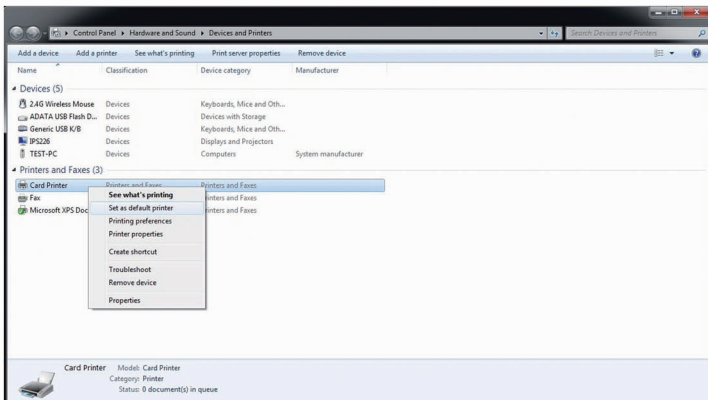 Control Panel ▸ Hardware and Sound ▸ Devices and Printers
Search Devices and Printers
Add a device Add a printer See what's printing Print server properties Remove device
Name Classification Device category Manufacturer
Devices (5)
2.4G Wireless Mouse Devices Keyboards, Mice and Oth...
ADATA USB Flash D... Devices Devices with Storage
Generic USB K/B Devices Keyboards, Mice and Oth...
IPS226 Devices Displays and Projectors
TEST-PC Devices Computers System manufacturer
Printers and Faxes (3)
Card Printer Printers and Faxes Printers and Faxes
Fax rinters and Faxes
Microsoft XPS Doc rinters and Faxes
See what's printing
Set as default printer
Printing preferences
Printer properties
Create shortcut
Troubleshoot
Remove device
Properties
Card Printer Model: Card Printer
Category: Printer
Status: 0 document(s) in queue